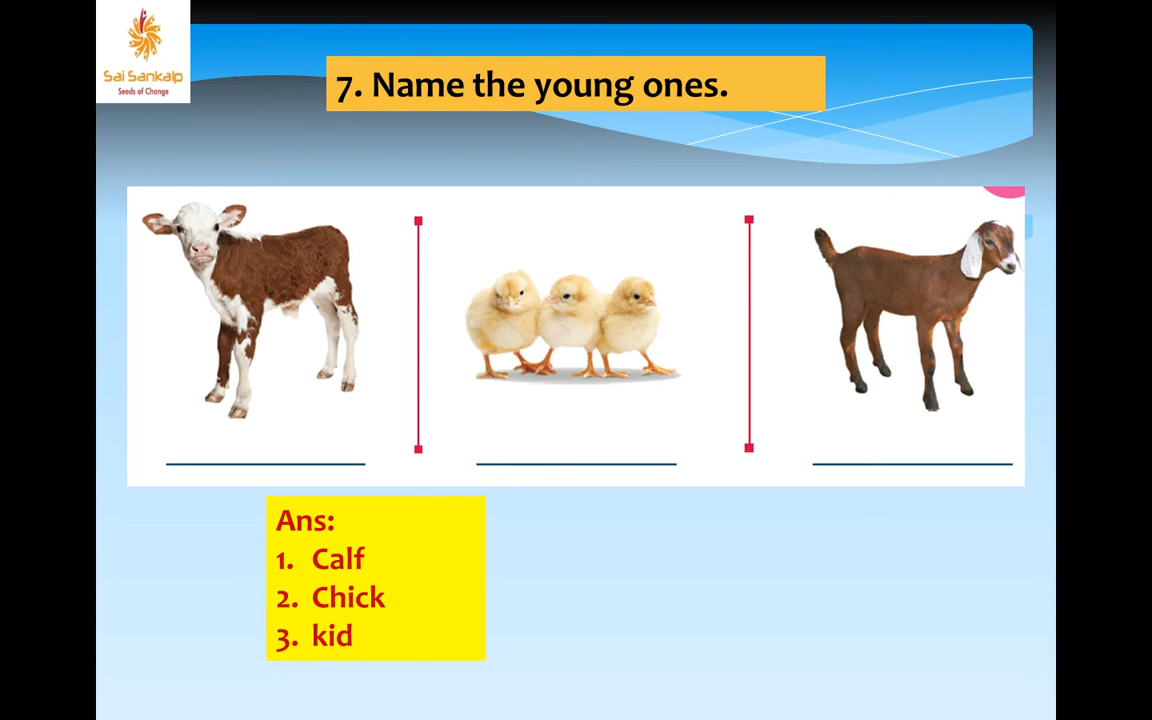 Sai Sankalp
Seeds of Change
7. Name the young ones.
Ans:
1. Calf
2. Chick
3. kid